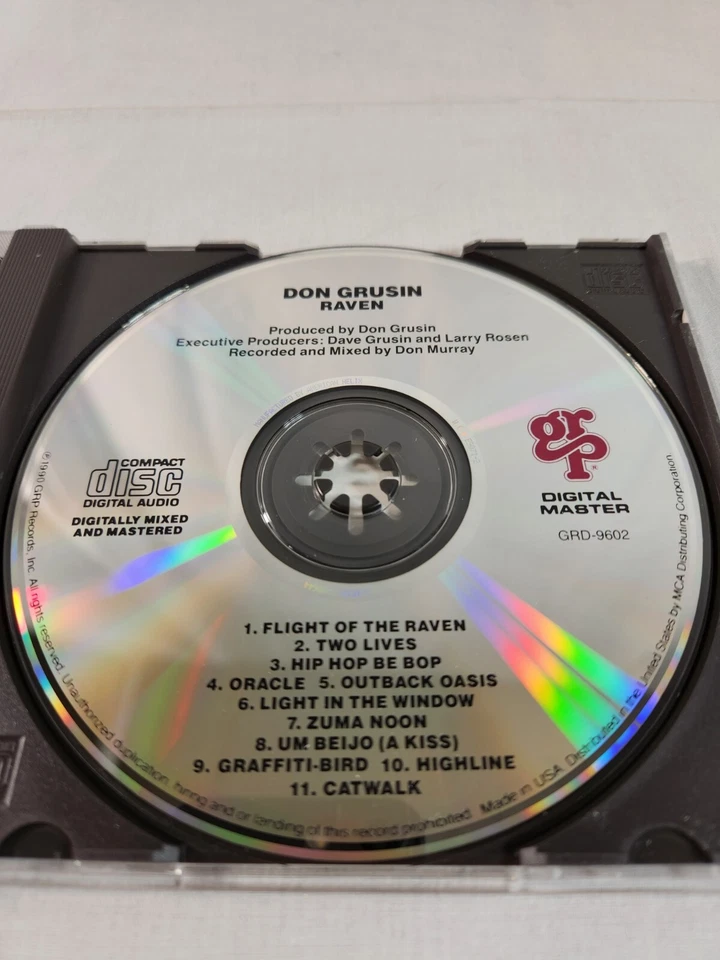 DON GRUSIN
RAVEN
Produced by Don Grusin
Executive Producers: Dave Grusin and Larry Rosen
Recorded and Mixed by Don Murray
COMPACT
disc
DIGITAL AUDIO
DIGITALLY MIXED
AND MASTERED
grp®
DIGITAL
MASTER
GRD-9602
1. FLIGHT OF THE RAVEN
2. TWO LIVES
3. HIP HOP BE BOP
4. ORACLE 5. OUTBACK OASIS
6. LIGHT IN THE WINDOW
7. ZUMA NOON
8. UM BEIJO (A KISS)
9. GRAFFITI-BIRD 10. HIGHLINE
11. CATWALK
℗1990 GRP Records, Inc. All rights reserved. Unauthorized duplication, hiring and or lending of this record prohibited. Made in USA. Distributed in the United States by MCA Distributing Corporation.